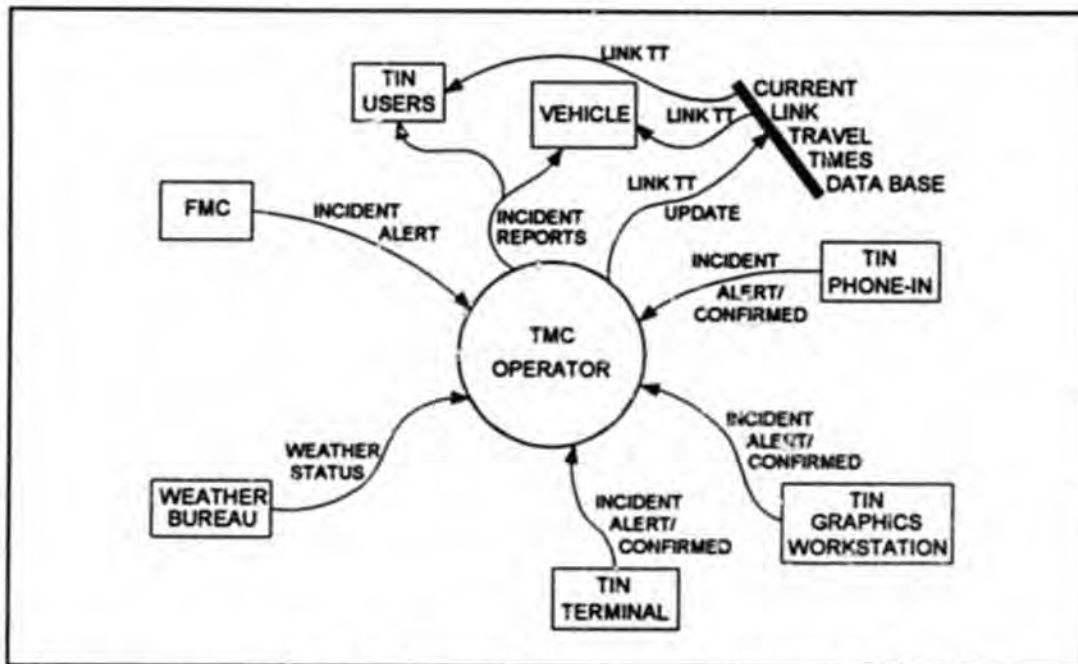 LINK TT
TIN
USERS
VEHICLE
LINK TT
CURRENT
LINK
TRAVEL
TIMES
DATA BASE
LINK TT
UPDATE
FMC
INCIDENT
ALERT
INCIDENT
REPORTS
INCIDENT
ALERT/
CONFIRMED
TIN
PHONE-IN
TMC
OPERATOR
WEATHER
STATUS
WEATHER
BUREAU
INCIDENT
ALERT/
CONFIRMED
TIN
TERMINAL
INCIDENT
ALERT/
CONFIRMED
TIN
GRAPHICS
WORKSTATION